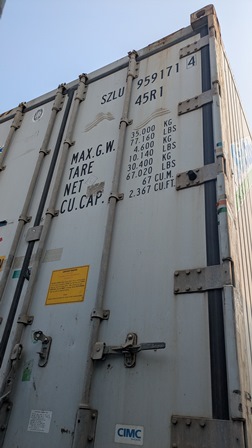 SZLU 959171 4
45R1
MAX.G.W. 35.000 KG
77.160 LBS
TARE 4.600 KG
10.140 LBS
NET 30.400 KG
67.020 LBS
CU.CAP. 67 CU.M.
2.367 CU.FT.
CIMC